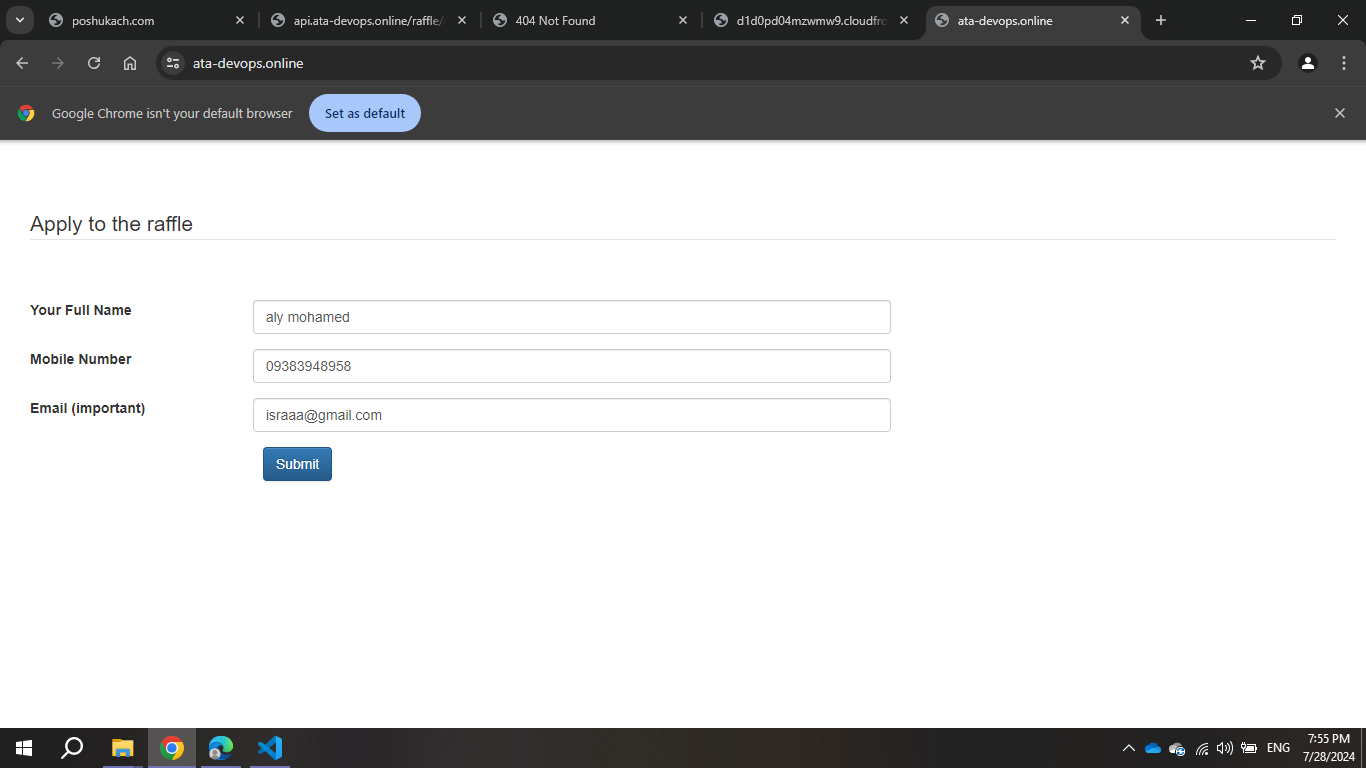 poshukach.com
api.ata-devops.online/raffle/
404 Not Found
d1d0pd04mzwmw9.cloudfro
ata-devops.online
ata-devops.online
Google Chrome isn't your default browser
Set as default
Apply to the raffle
Your Full Name
aly mohamed
Mobile Number
09383948958
Email (important)
israaa@gmail.com
Submit
ENG
7:55 PM
7/28/2024